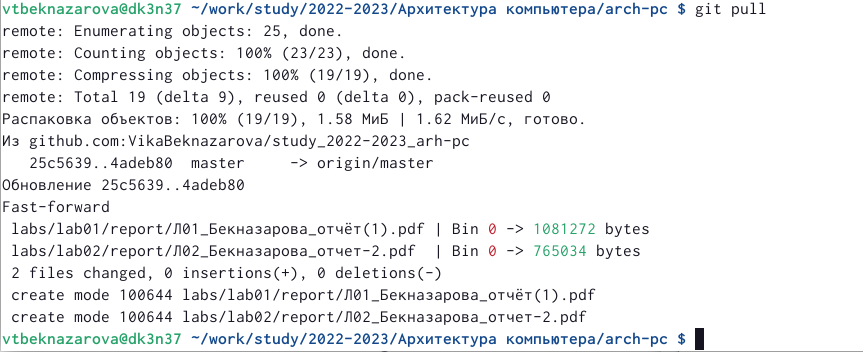 vtbeknazarova@dk3n37 ~/work/study/2022-2023/Архитектура компьютера/arch-pc $ git pull
remote: Enumerating objects: 25, done.
remote: Counting objects: 100% (23/23), done.
remote: Compressing objects: 100% (19/19), done.
remote: Total 19 (delta 9), reused 0 (delta 0), pack-reused 0
Распаковка объектов: 100% (19/19), 1.58 МиБ | 1.62 МиБ/с, готово.
Из github.com:VikaBeknazarova/study_2022-2023_arh-pc
   25c5639..4adeb80  master     -> origin/master
Обновление 25c5639..4adeb80
Fast-forward
 labs/lab01/report/Л01_Бекназарова_отчёт(1).pdf | Bin 0 -> 1081272 bytes
 labs/lab02/report/Л02_Бекназарова_отчет-2.pdf  | Bin 0 -> 765034 bytes
 2 files changed, 0 insertions(+), 0 deletions(-)
 create mode 100644 labs/lab01/report/Л01_Бекназарова_отчёт(1).pdf
 create mode 100644 labs/lab02/report/Л02_Бекназарова_отчет-2.pdf
vtbeknazarova@dk3n37 ~/work/study/2022-2023/Архитектура компьютера/arch-pc $